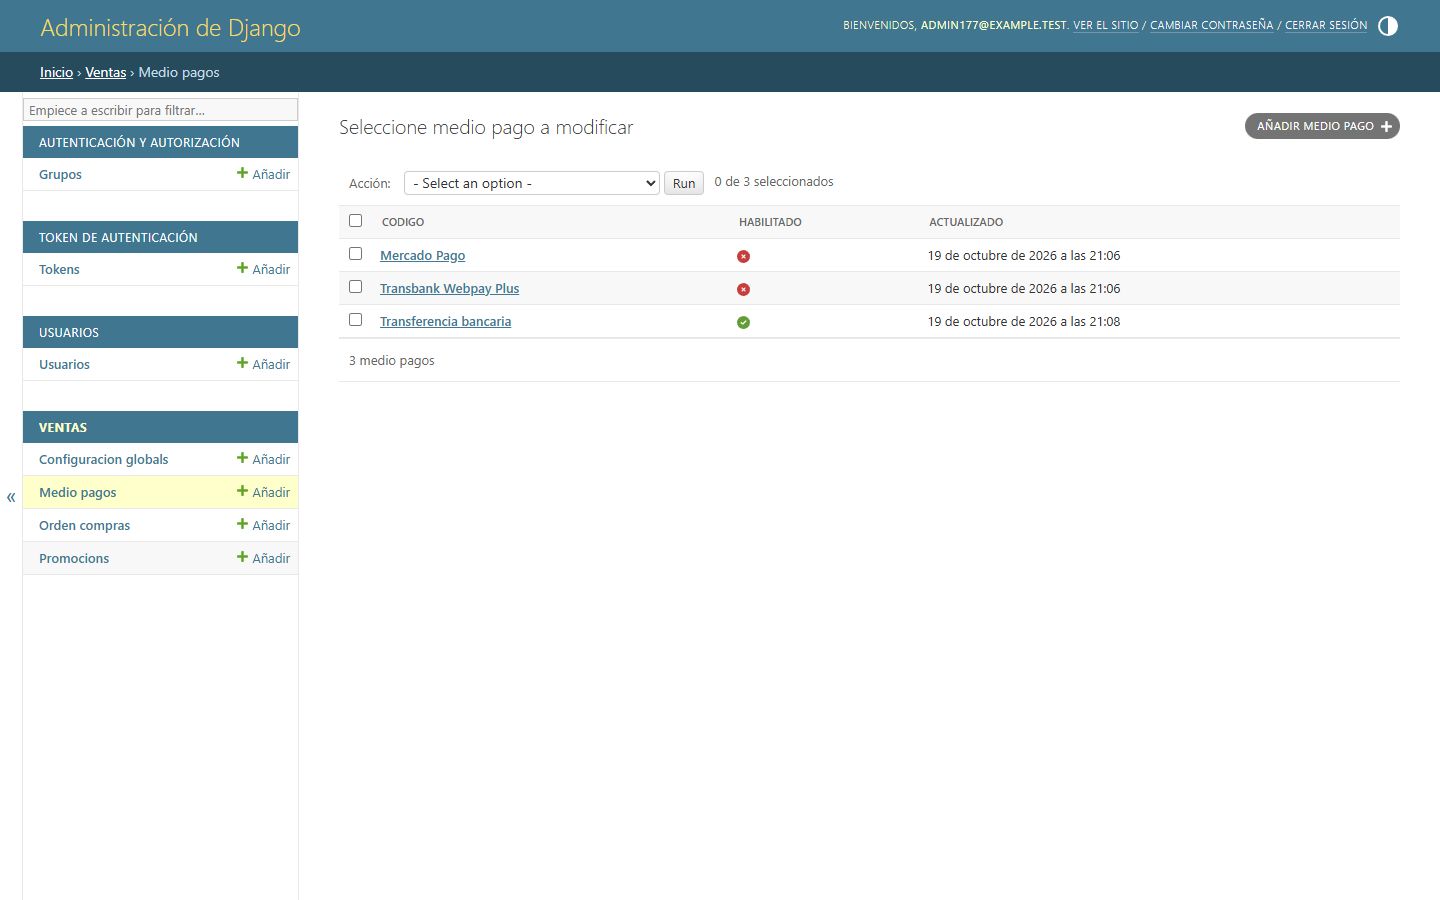 Administración de Django
BIENVENIDOS, ADMIN177@EXAMPLE.TEST. VER EL SITIO / CAMBIAR CONTRASEÑA / CERRAR SESIÓN
Inicio › Ventas › Medio pagos
Empiece a escribir para filtrar...
AUTENTICACIÓN Y AUTORIZACIÓN
Grupos Añadir
TOKEN DE AUTENTICACIÓN
Tokens Añadir
USUARIOS
Usuarios Añadir
VENTAS
Configuracion globals Añadir
Medio pagos Añadir
Orden compras Añadir
Promocions Añadir
«
Seleccione medio pago a modificar
AÑADIR MEDIO PAGO
Acción: - Select an option - Run 0 de 3 seleccionados
CODIGO HABILITADO ACTUALIZADO
Mercado Pago 19 de octubre de 2026 a las 21:06
Transbank Webpay Plus 19 de octubre de 2026 a las 21:06
Transferencia bancaria 19 de octubre de 2026 a las 21:08
3 medio pagos